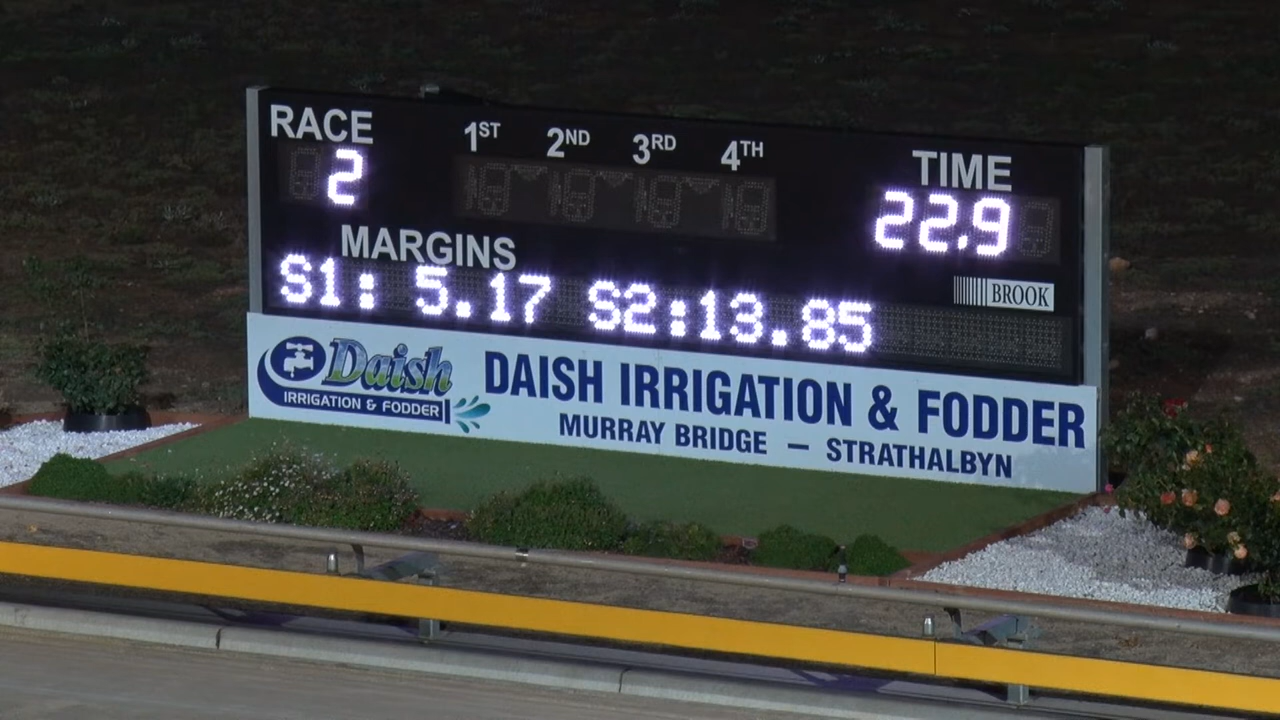 RACE 1ST 2ND 3RD 4TH TIME
2 22.9
MARGINS
S1: 5.17 S2:13.85
BROOK
Daish
IRRIGATION & FODDER
DAISH IRRIGATION & FODDER
MURRAY BRIDGE – STRATHALBYN